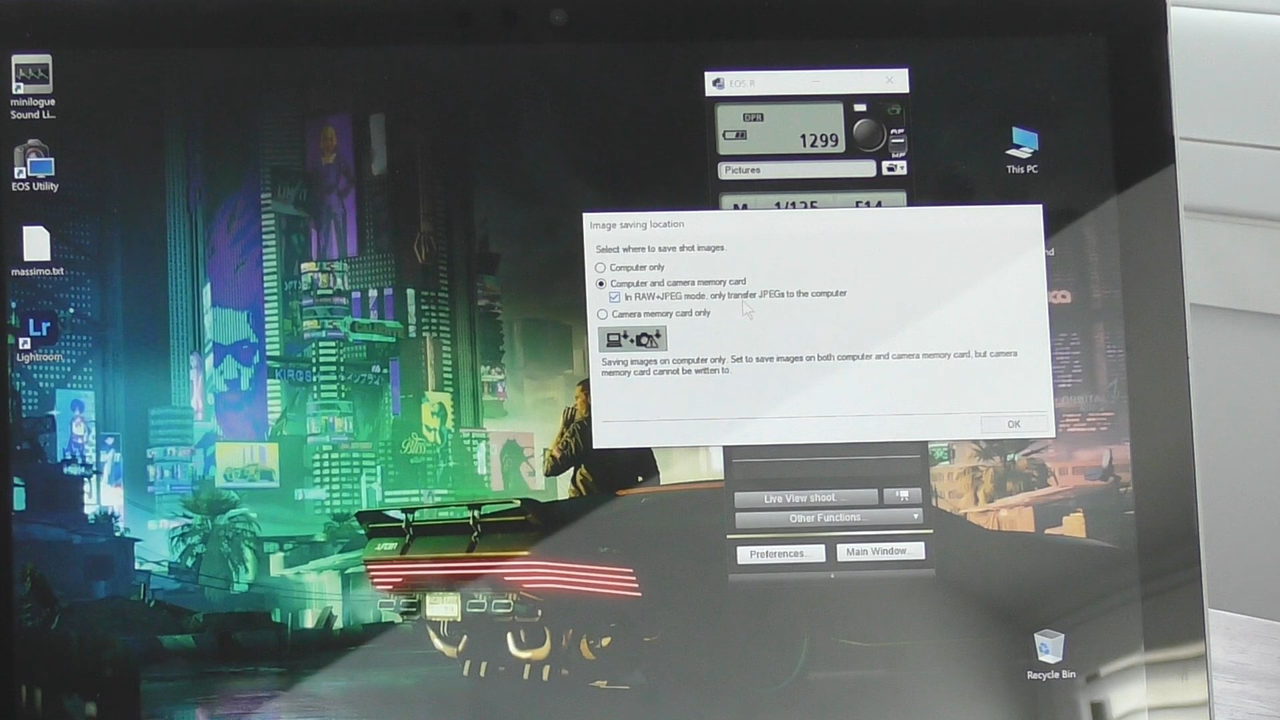 minilogue
Sound Li...
EOS Utility
massimo.txt
Lr
Lightroom
EOS R
DPR
1299
Pictures
M 1/125 F14
This PC
Image saving location
Select where to save shot images.
Computer only
Computer and camera memory card
In RAW+JPEG mode, only transfer JPEGs to the computer
Camera memory card only
Saving images on computer only. Set to save images on both computer and camera memory card, but camera
memory card cannot be written to.
OK
Live View shoot. ...
Other Functions...
Preferences...
Main Window...
Recycle Bin